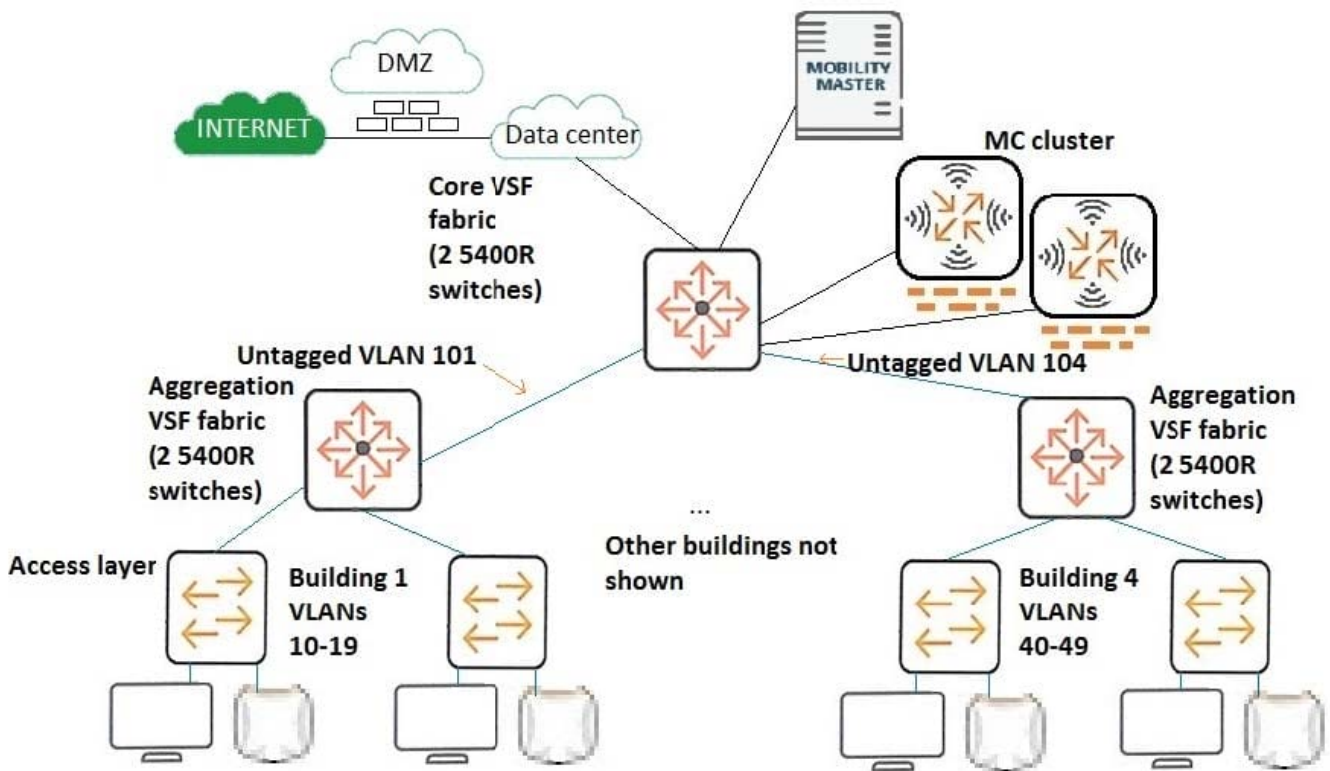 DMZ
INTERNET
Data center
MOBILITY
MASTER
MC cluster
Core VSF
fabric
(2 5400R
switches)
Untagged VLAN 101
Untagged VLAN 104
Aggregation
VSF fabric
(2 5400R
switches)
Aggregation
VSF fabric
(2 5400R
switches)
...
Other buildings not
shown
Access layer
Building 1
VLANs
10-19
Building 4
VLANs
40-49